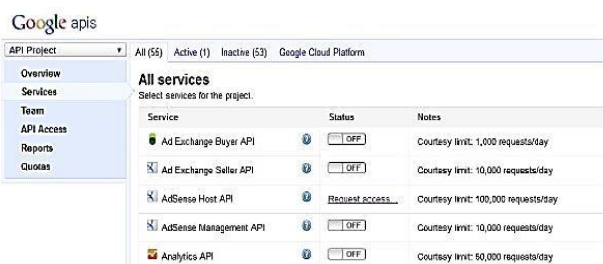 Google apis
API Project
All (55) Active (1) Inactive (53) Google Cloud Platform
Overview
Services
Team
API Access
Reports
Quotas
All services
Select services for the project.
Service Status Notes
Ad Exchange Buyer API ? OFF Courtesy limit: 1,000 requests/day
Ad Exchange Seller API ? OFF Courtesy limit: 10,000 requests/day
AdSense Host API ? Request access... Courtesy limit: 100,000 requests/day
AdSense Management API ? OFF Courtesy limit: 10,000 requests/day
Analytics API ? OFF Courtesy limit: 50,000 requests/day